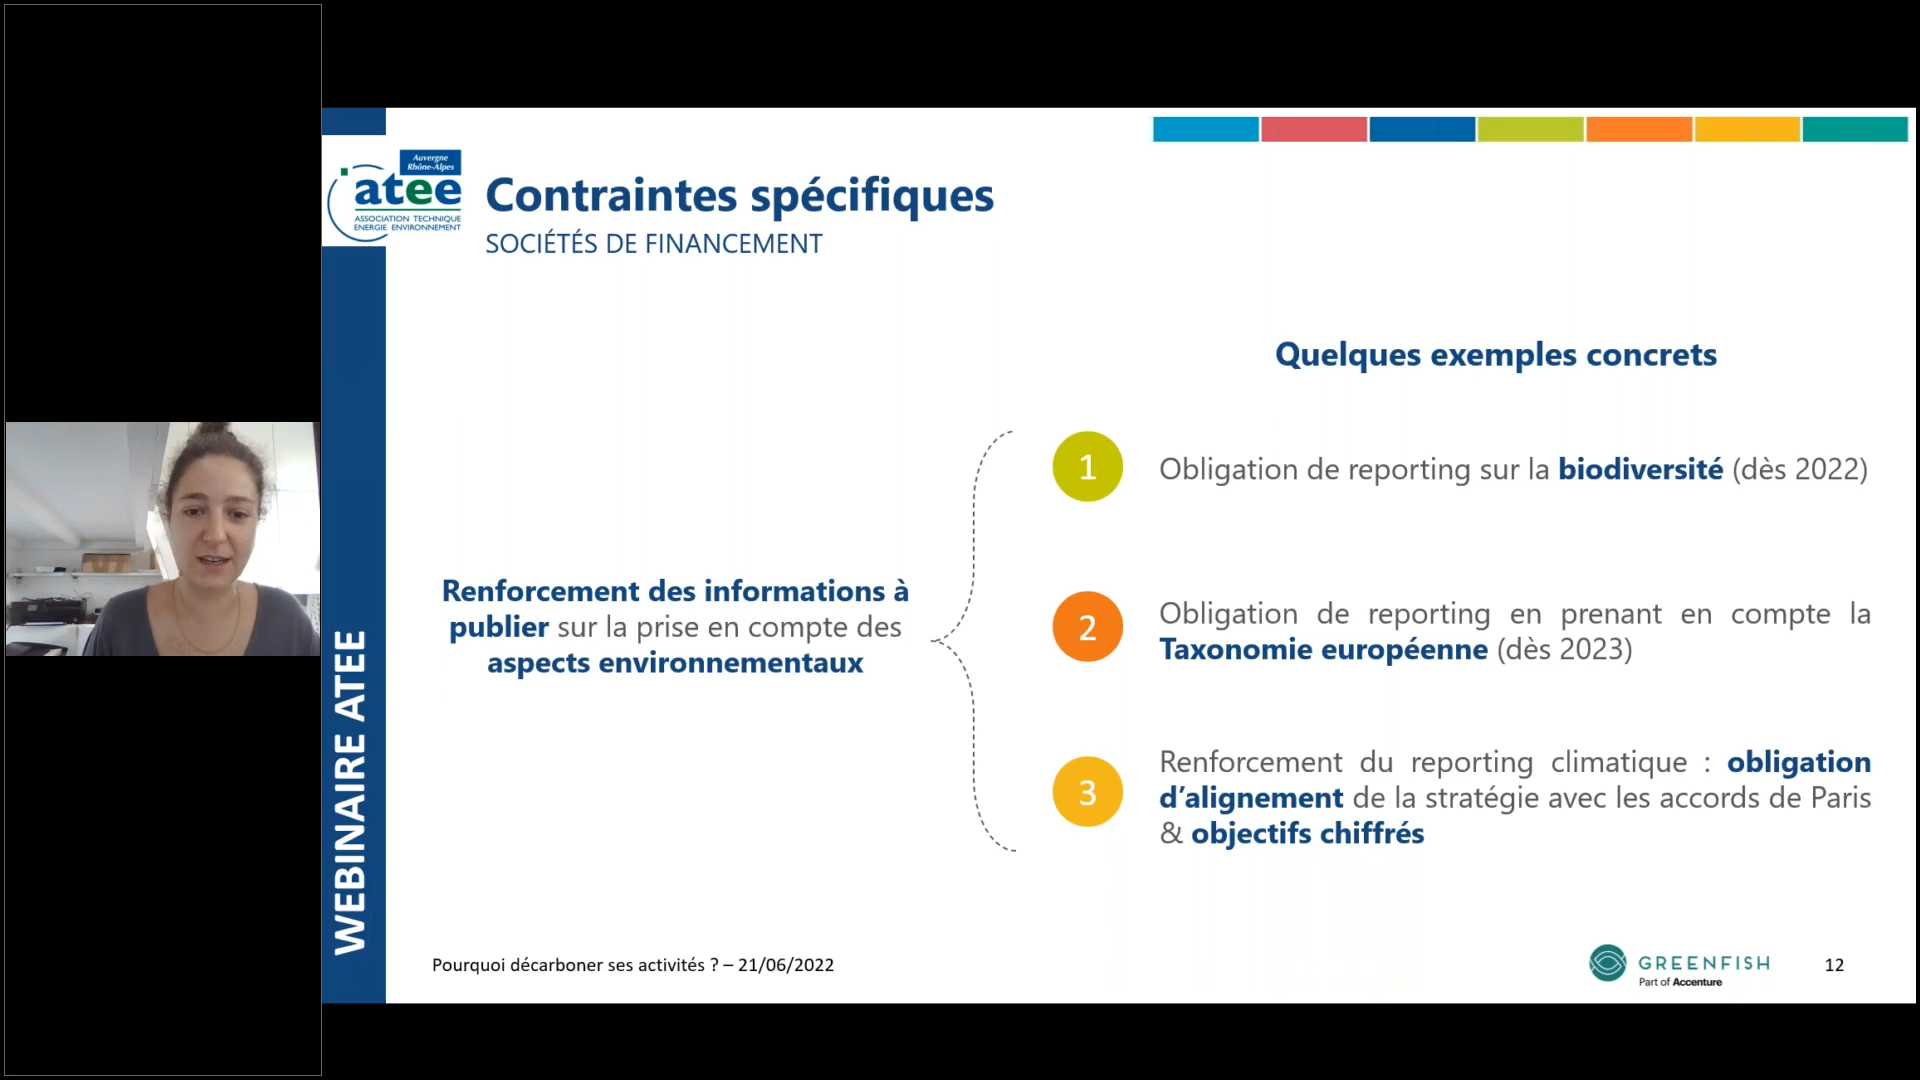 Auvergne
Rhône-Alpes
atee
ASSOCIATION TECHNIQUE
ENERGIE ENVIRONNEMENT
Contraintes spécifiques
SOCIÉTÉS DE FINANCEMENT
WEBINAIRE ATEE
Renforcement des informations à
publier sur la prise en compte des
aspects environnementaux
Quelques exemples concrets
1
Obligation de reporting sur la biodiversité (dès 2022)
2
Obligation de reporting en prenant en compte la
Taxonomie européenne (dès 2023)
3
Renforcement du reporting climatique : obligation
d’alignement de la stratégie avec les accords de Paris
& objectifs chiffrés
Pourquoi décarboner ses activités ? – 21/06/2022
GREENFISH
Part of Accenture
12